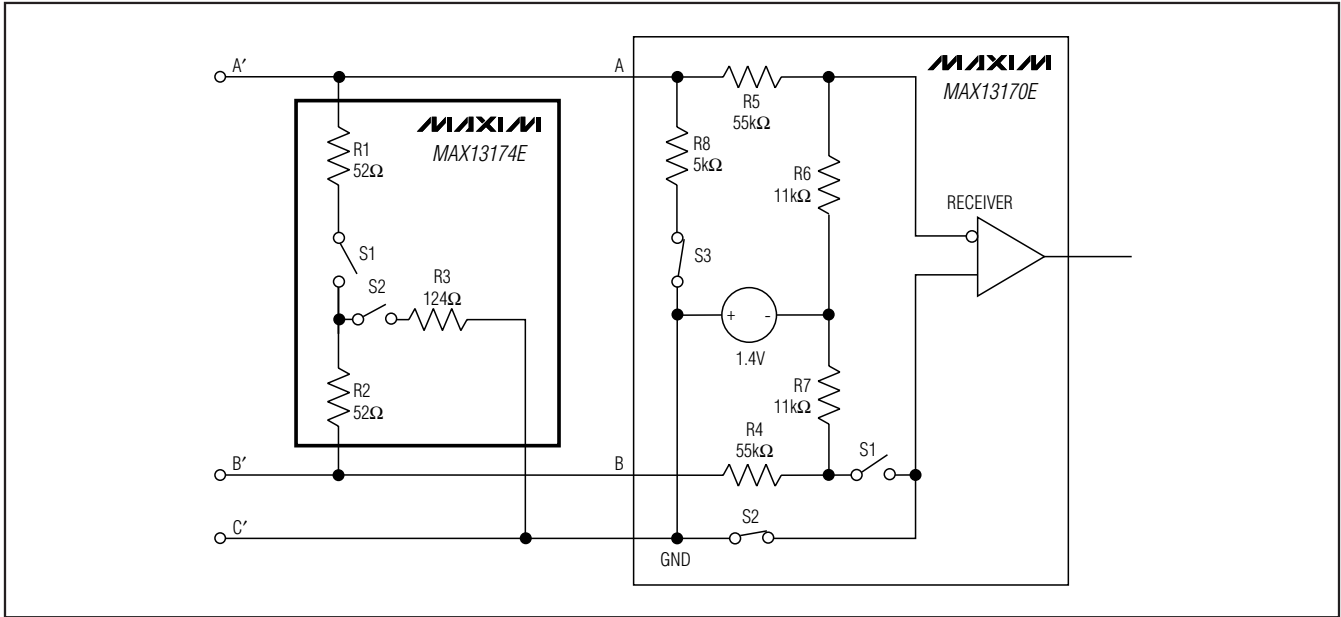 A′
A
MAXIM
MAX13170E
R5
55kΩ
MAXIM
MAX13174E
R1
52Ω
R8
5kΩ
R6
11kΩ
RECEIVER
S1
S3
S2
R3
124Ω
+
-
1.4V
R2
52Ω
R7
11kΩ
R4
55kΩ
S1
B′
B
S2
C′
GND